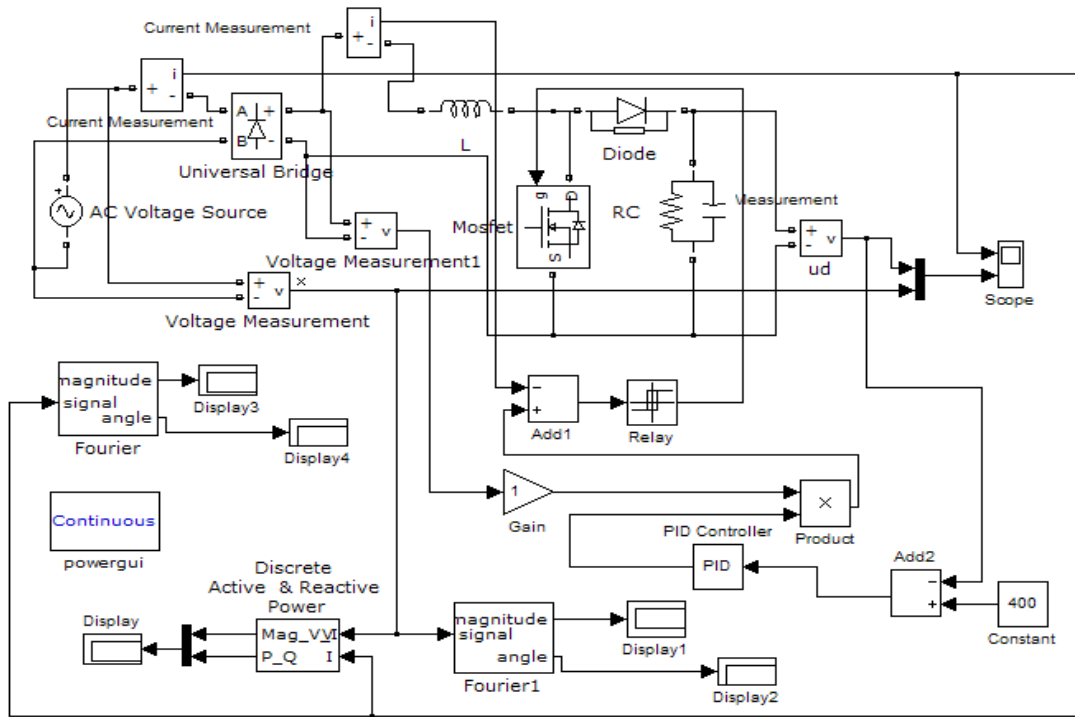 Current Measurement
i
+
-
i
+
-
Current Measurement
A +
B -
Universal Bridge
L
Diode
+
AC Voltage Source
g
D
Mosfet
S
RC
Measurement
+
-
v
ud
+
-
v
Voltage Measurement1
+
-
v
x
Voltage Measurement
Scope
magnitude
signal
angle
Fourier
Display3
Display4
-
+
Add1
Relay
1
Gain
×
Product
PID Controller
PID
Add2
-
+
400
Constant
Continuous
powergui
Discrete
Active & Reactive
Power
Mag_V_I
V
P_Q
I
Display
magnitude
signal
angle
Fourier1
Display1
Display2